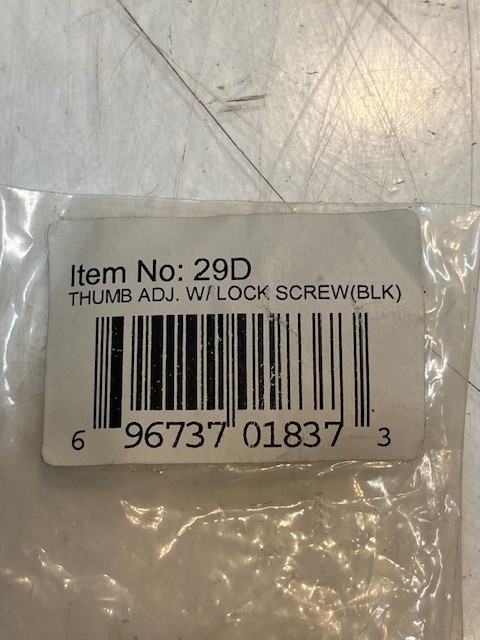 Item No: 29D
THUMB ADJ. W/ LOCK SCREW(BLK)
6 96737 01837 3